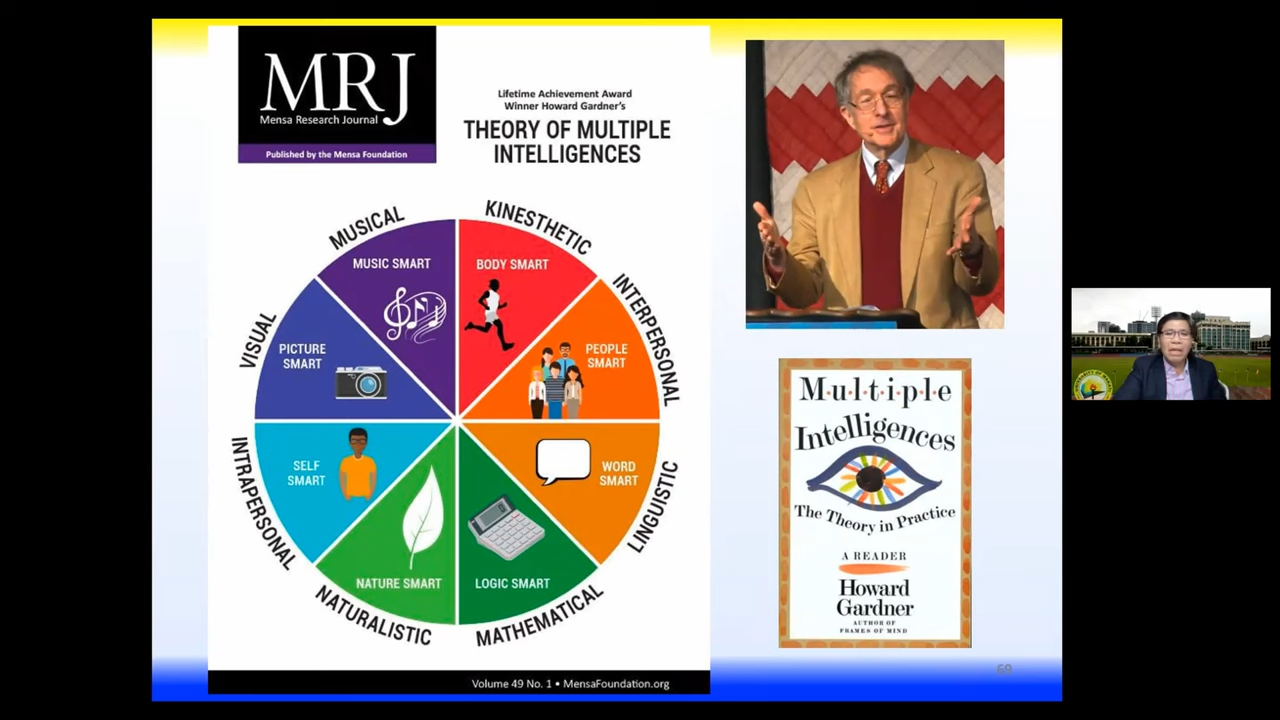 MRJ
Mensa Research Journal
Published by the Mensa Foundation
Lifetime Achievement Award
Winner Howard Gardner's
THEORY OF MULTIPLE
INTELLIGENCES
MUSICAL
KINESTHETIC
INTERPERSONAL
LINGUISTIC
MATHEMATICAL
NATURALISTIC
INTRAPERSONAL
VISUAL
MUSIC SMART
BODY SMART
PEOPLE
SMART
WORD
SMART
LOGIC SMART
NATURE SMART
SELF
SMART
PICTURE
SMART
Volume 49 No. 1 • MensaFoundation.org
M·u·l·t·i·p·l·e
Intelligences
The Theory in Practice
A READER
Howard
Gardner
AUTHOR OF
FRAMES OF MIND
69